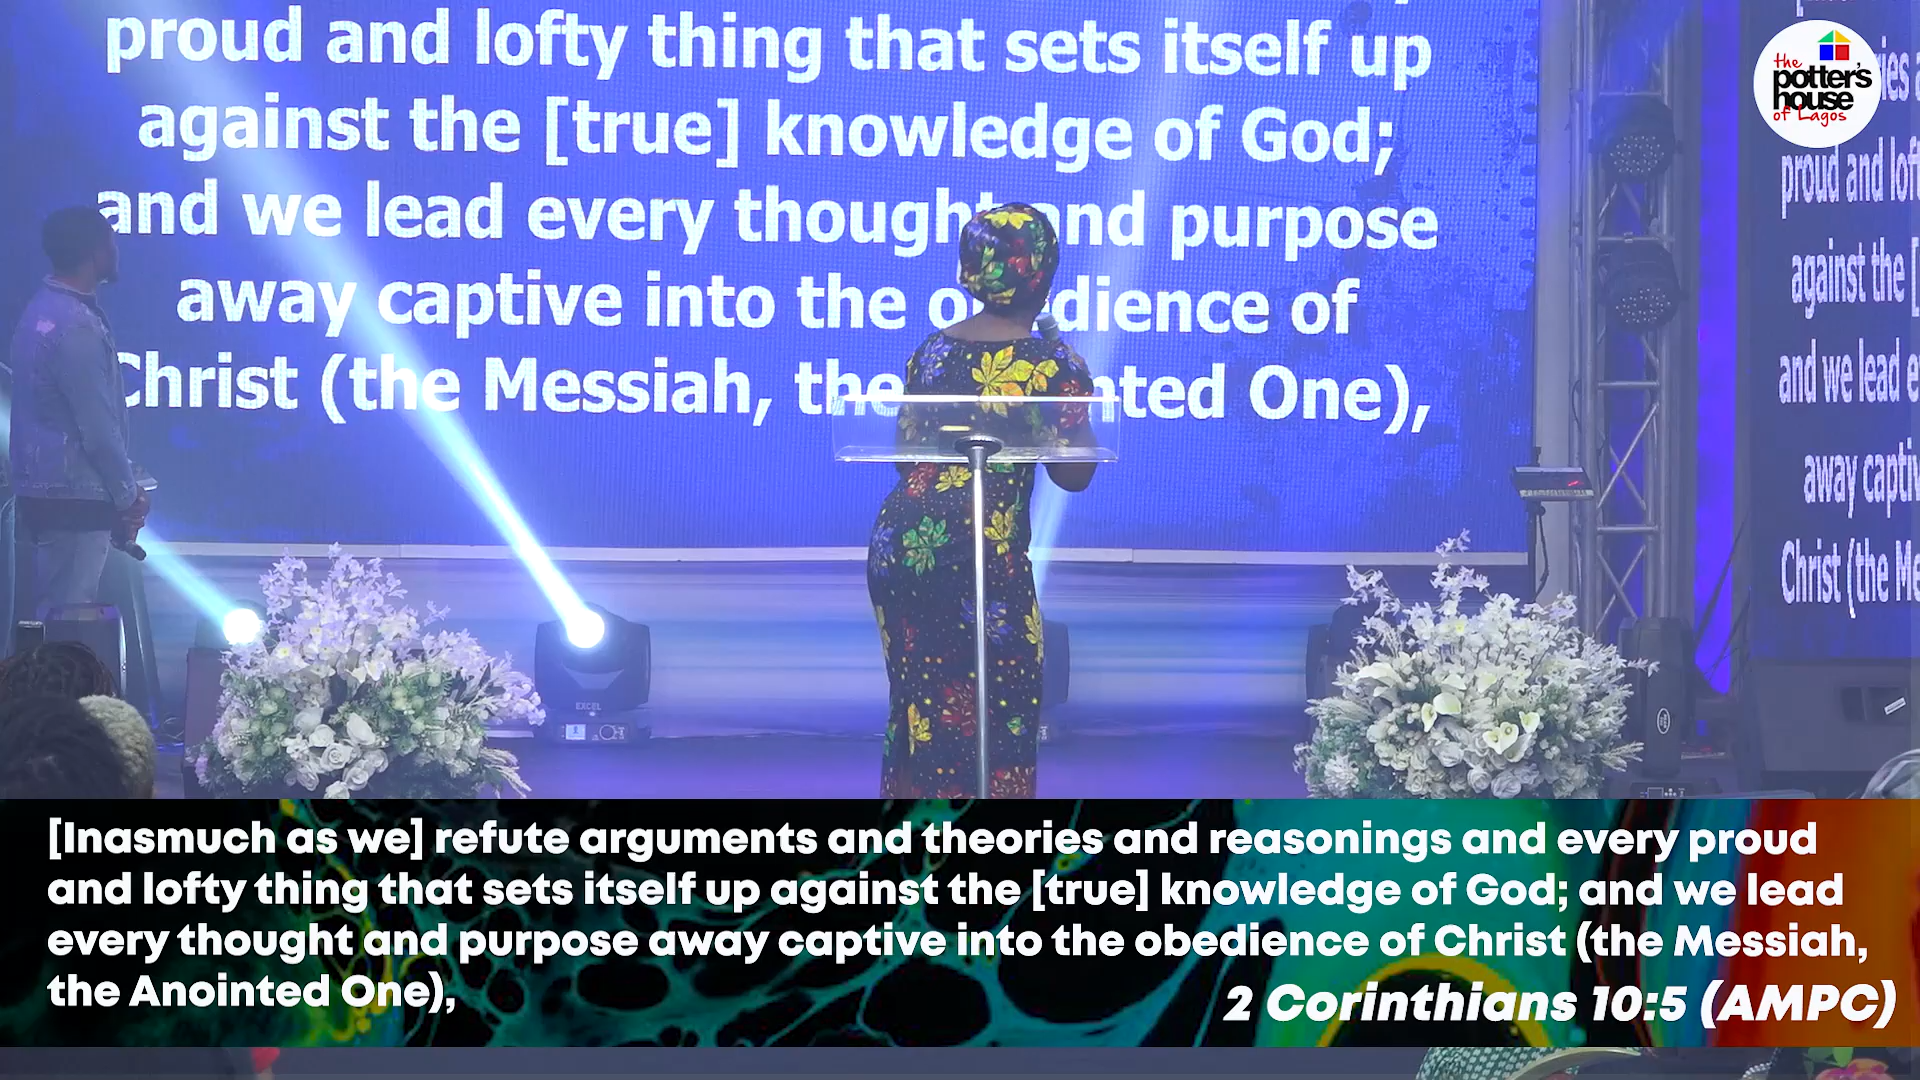 proud and lofty thing that sets itself up
against the [true] knowledge of God;
and we lead every thought and purpose
away captive into the obedience of
Christ (the Messiah, the nted One),
the
potter's
house
of Lagos
ries a
proud and lof
against the [
and we lead e
away captiv
Christ (the Me
EXCEL
[Inasmuch as we] refute arguments and theories and reasonings and every proud
and lofty thing that sets itself up against the [true] knowledge of God; and we lead
every thought and purpose away captive into the obedience of Christ (the Messiah,
the Anointed One),
2 Corinthians 10:5 (AMPC)